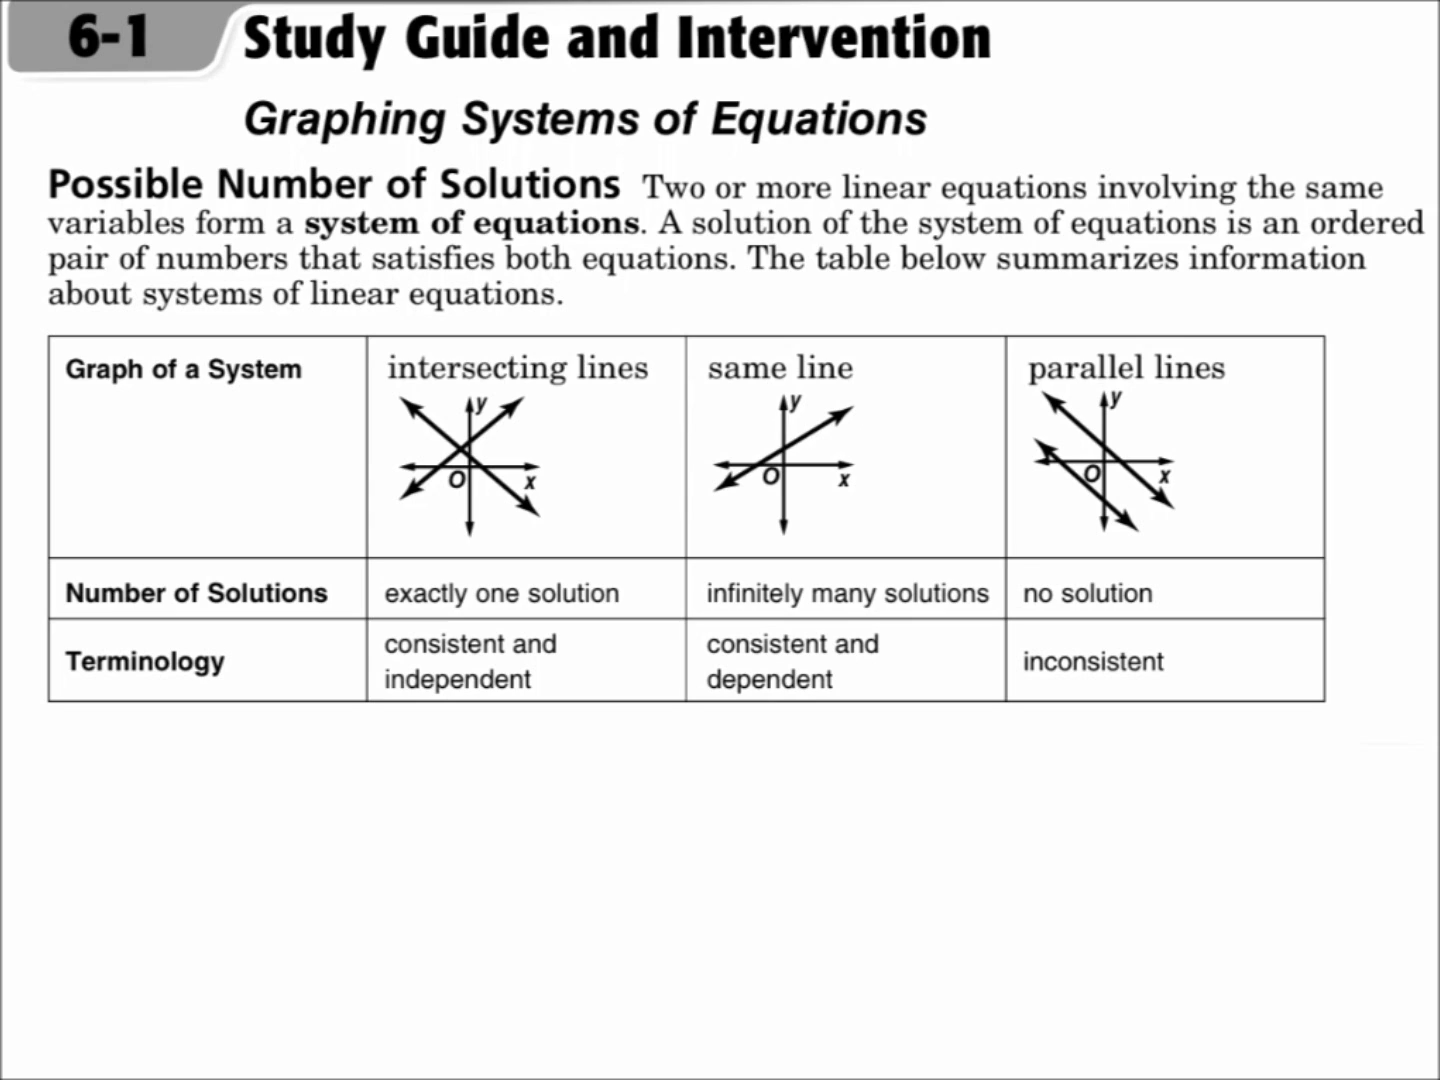 6-1 Study Guide and Intervention
Graphing Systems of Equations
Possible Number of Solutions Two or more linear equations involving the same
variables form a system of equations. A solution of the system of equations is an ordered
pair of numbers that satisfies both equations. The table below summarizes information
about systems of linear equations.
Graph of a System intersecting lines same line parallel lines
y y y
O x O x O x
Number of Solutions exactly one solution infinitely many solutions no solution
Terminology consistent and independent consistent and dependent inconsistent